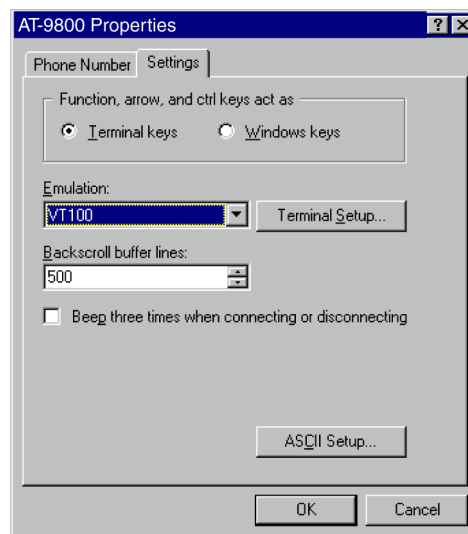 AT-9800 Properties
Phone Number Settings
Function, arrow, and ctrl keys act as
Terminal keys Windows keys
Emulation:
VT100 Terminal Setup...
Backscroll buffer lines:
500
Beep three times when connecting or disconnecting
ASCII Setup...
OK Cancel